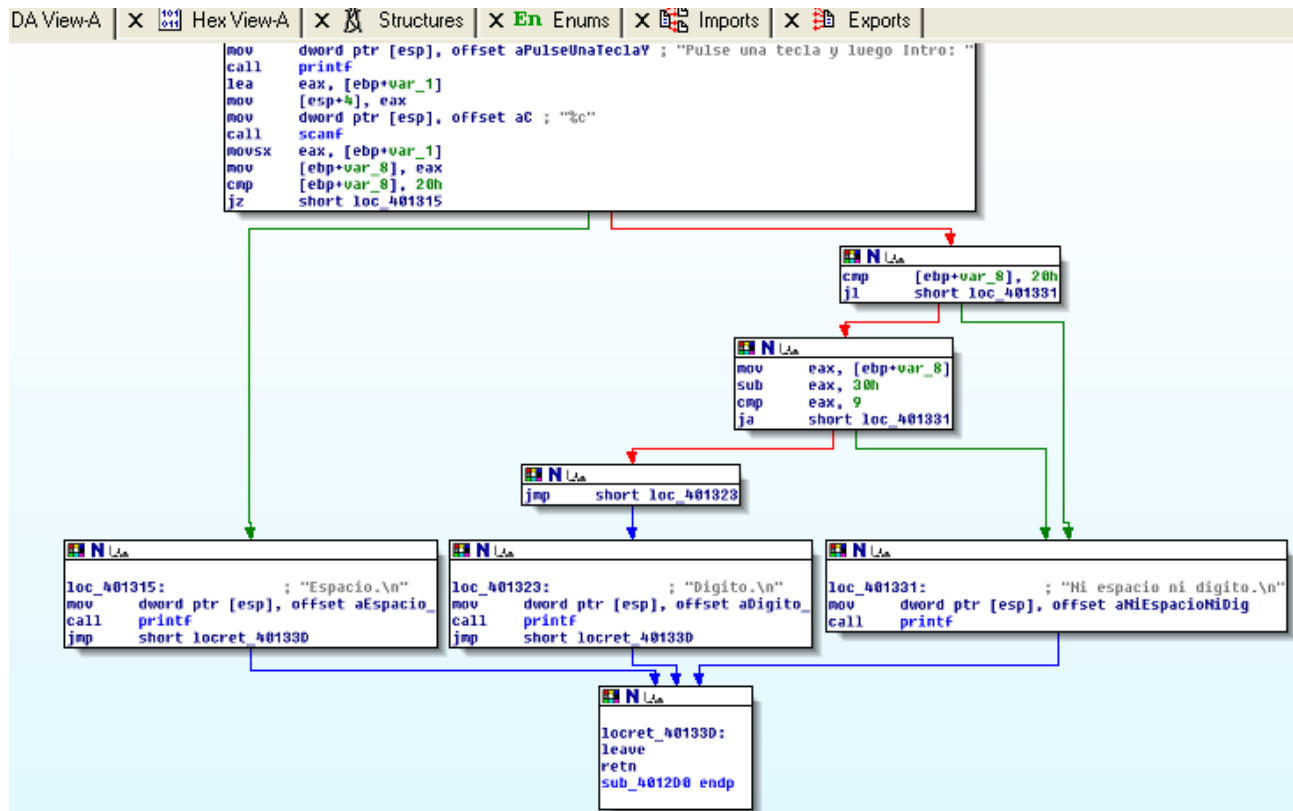 DA View-A X Hex View-A X Structures X En Enums X Imports X Exports
mov dword ptr [esp], offset aPulseUnaTeclaY ; "Pulse una tecla y luego Intro: "
call printf
lea eax, [ebp+var_1]
mov [esp+4], eax
mov dword ptr [esp], offset aC ; "%c"
call scanf
movsx eax, [ebp+var_1]
mov [ebp+var_8], eax
cmp [ebp+var_8], 20h
jz short loc_401315
N
cmp [ebp+var_8], 20h
jl short loc_401331
N
mov eax, [ebp+var_8]
sub eax, 30h
cmp eax, 9
ja short loc_401331
N
jmp short loc_401323
N
loc_401315: ; "Espacio.\n"
mov dword ptr [esp], offset aEspacio_
call printf
jmp short locret_40133D
N
loc_401323: ; "Digito.\n"
mov dword ptr [esp], offset aDigito_
call printf
jmp short locret_40133D
N
loc_401331: ; "Ni espacio ni digito.\n"
mov dword ptr [esp], offset aNiEspacioNiDig
call printf
N
locret_40133D:
leave
retn
sub_4012D0 endp